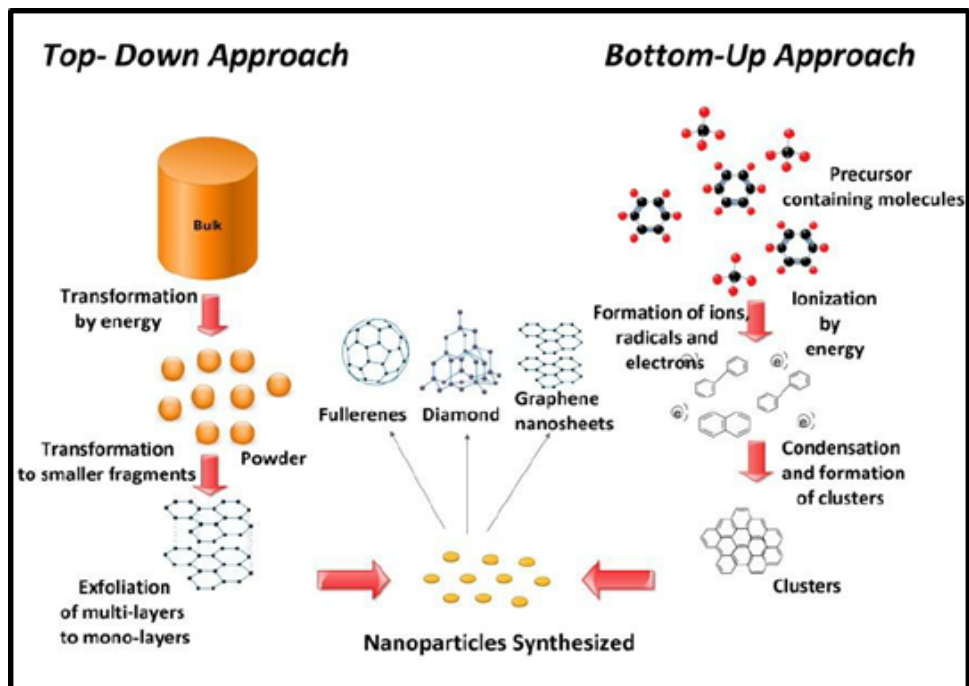 Top- Down Approach
Bottom-Up Approach
Bulk
Transformation
by energy
Powder
Transformation
to smaller fragments
Exfoliation
of multi-layers
to mono-layers
Fullerenes
Diamond
Graphene
nanosheets
Nanoparticles Synthesized
Precursor
containing molecules
Formation of ions,
radicals and
electrons
Ionization
by
energy
e
e
e
e
Condensation
and formation
of clusters
Clusters